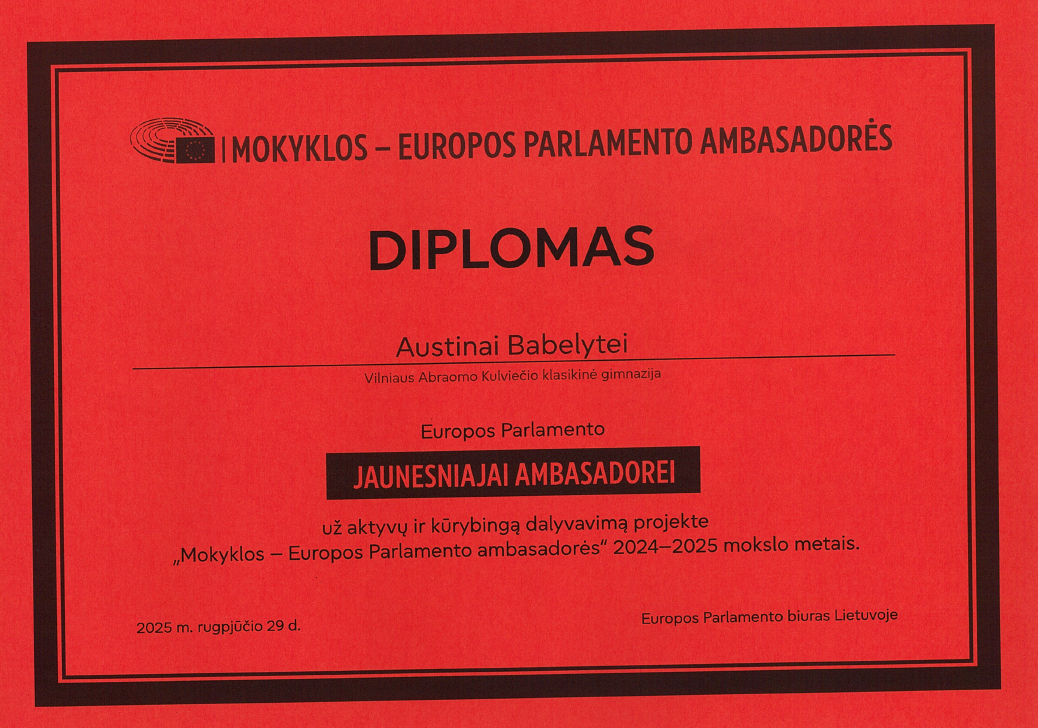 MOKYKLOS – EUROPOS PARLAMENTO AMBASADORĖS
DIPLOMAS
Austinai Babelytei
Vilniaus Abraomo Kulviečio klasikinė gimnazija
Europos Parlamento
JAUNESNIAJAI AMBASADOREI
už aktyvų ir kūrybingą dalyvavimą projekte
„Mokyklos – Europos Parlamento ambasadorės“ 2024–2025 mokslo metais.
2025 m. rugpjūčio 29 d.
Europos Parlamento biuras Lietuvoje